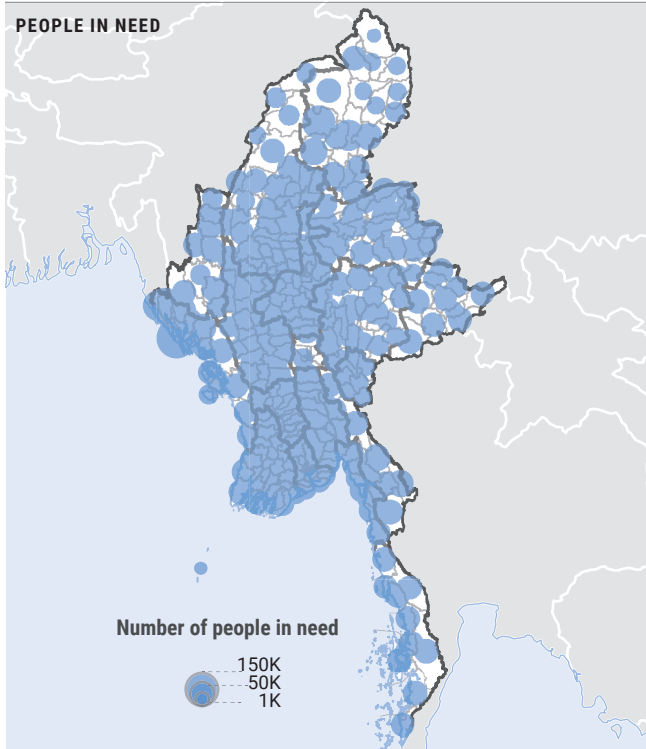 PEOPLE IN NEED
Number of people in need
150K
50K
1K